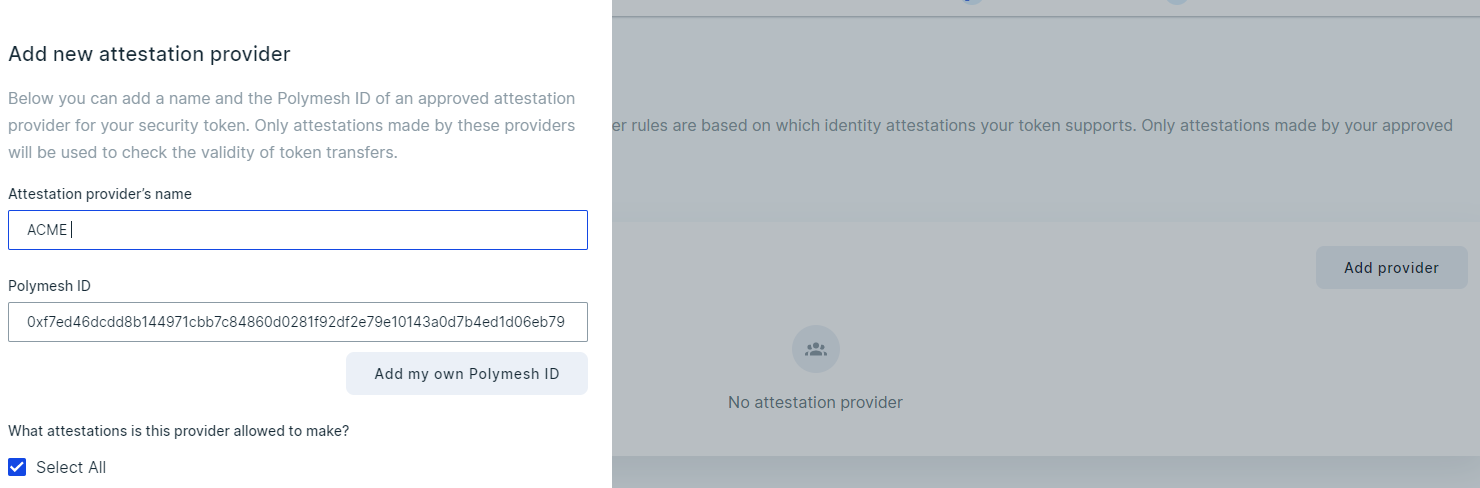 Add new attestation provider
Below you can add a name and the Polymesh ID of an approved attestation
provider for your security token. Only attestations made by these providers
will be used to check the validity of token transfers.
Attestation provider's name
ACME
Polymesh ID
0xf7ed46dcdd8b144971cbb7c84860d0281f92df2e79e10143a0d7b4ed1d06eb79
Add my own Polymesh ID
What attestations is this provider allowed to make?
Select All
er rules are based on which identity attestations your token supports. Only attestations made by your approved
Add provider
No attestation provider